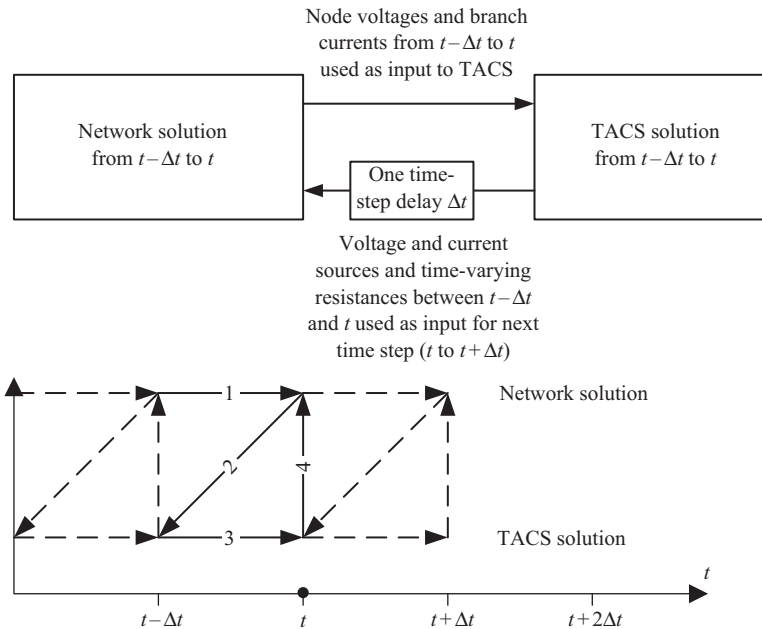 Node voltages and branch
currents from t–Δt to t
used as input to TACS
Network solution
from t–Δt to t
TACS solution
from t–Δt to t
One time-
step delay Δt
Voltage and current
sources and time-varying
resistances between t–Δt
and t used as input for next
time step (t to t+Δt)
1
Network solution
2
4
3
TACS solution
t
t–Δt
t
t+Δt
t+2Δt